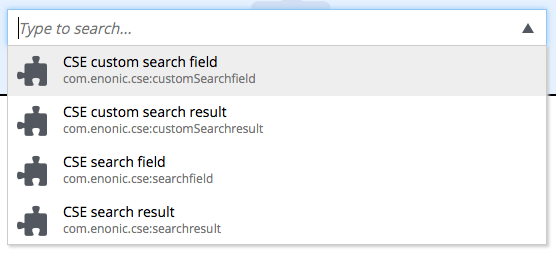 Type to search...
CSE custom search field
com.enonic.cse:customSearchfield
CSE custom search result
com.enonic.cse:customSearchresult
CSE search field
com.enonic.cse:searchfield
CSE search result
com.enonic.cse:searchresult